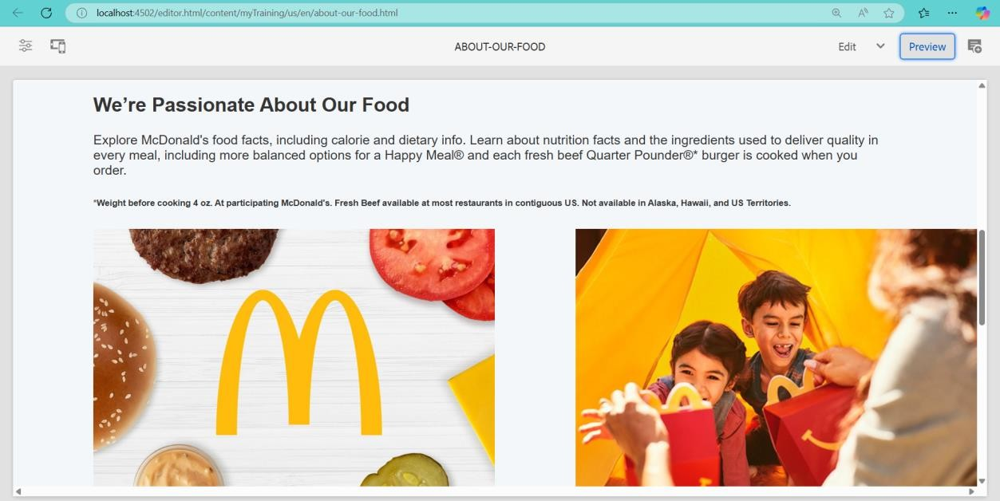 localhost:4502/editor.html/content/myTraining/us/en/about-our-food.html
ABOUT-OUR-FOOD
Edit
Preview
We’re Passionate About Our Food
Explore McDonald's food facts, including calorie and dietary info. Learn about nutrition facts and the ingredients used to deliver quality in
every meal, including more balanced options for a Happy Meal® and each fresh beef Quarter Pounder®* burger is cooked when you
order.
*Weight before cooking 4 oz. At participating McDonald's. Fresh Beef available at most restaurants in contiguous US. Not available in Alaska, Hawaii, and US Territories.